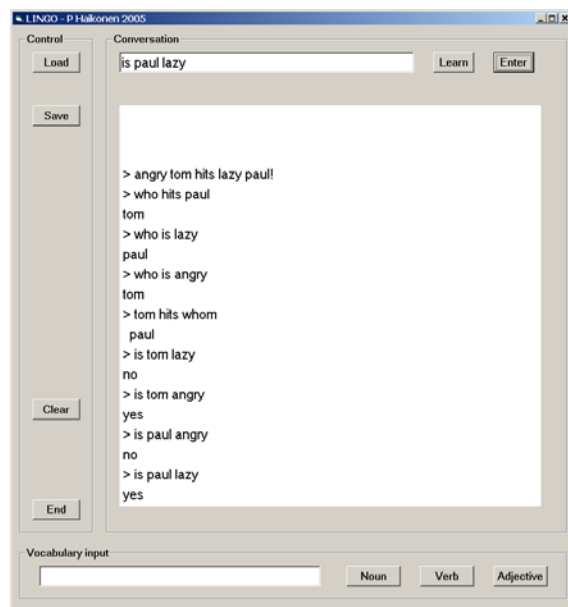 LINGO - P Haikonen 2005
Control
Conversation
Load
is paul lazy
Learn
Enter
Save
> angry tom hits lazy paul!
> who hits paul
tom
> who is lazy
paul
> who is angry
tom
> tom hits whom
paul
> is tom lazy
no
> is tom angry
yes
> is paul angry
no
> is paul lazy
yes
Clear
End
Vocabulary input
Noun
Verb
Adjective